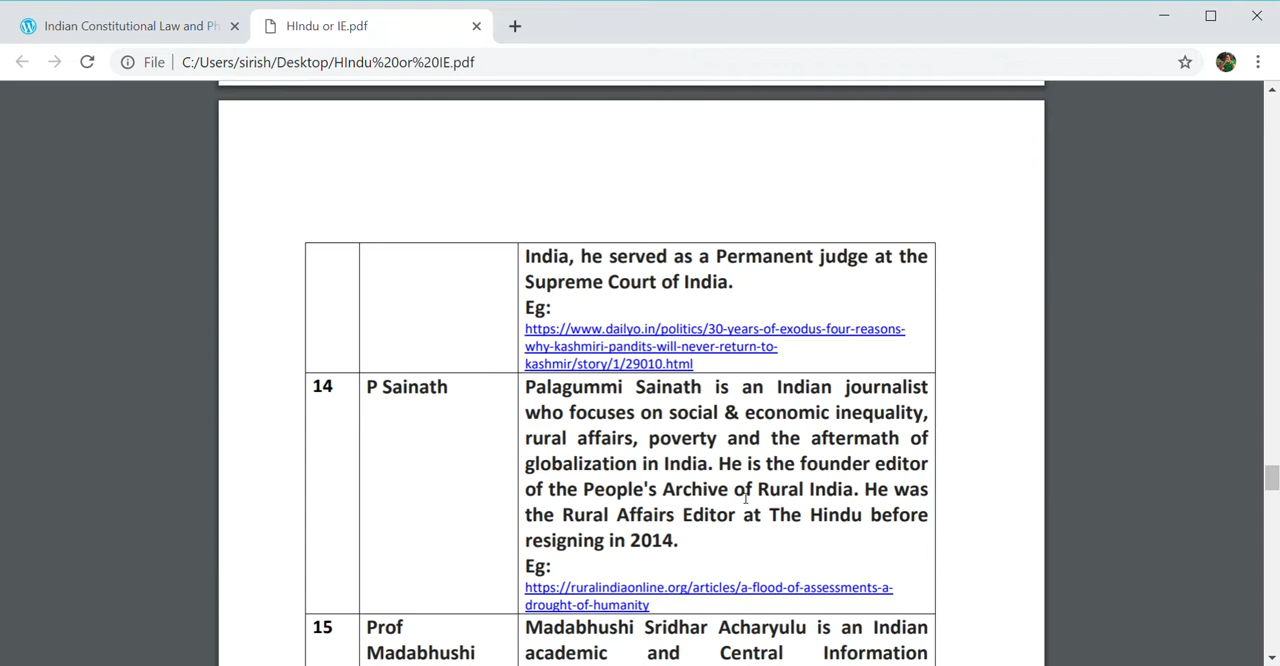 Indian Constitutional Law and Ph
HIndu or IE.pdf
File
C:/Users/sirish/Desktop/HIndu%20or%20IE.pdf
India, he served as a Permanent judge at the
Supreme Court of India.
Eg:
https://www.dailyo.in/politics/30-years-of-exodus-four-reasons-
why-kashmiri-pandits-will-never-return-to-
kashmir/story/1/29010.html
14
P Sainath
Palagummi Sainath is an Indian journalist
who focuses on social & economic inequality,
rural affairs, poverty and the aftermath of
globalization in India. He is the founder editor
of the People's Archive of Rural India. He was
the Rural Affairs Editor at The Hindu before
resigning in 2014.
Eg:
https://ruralindiaonline.org/articles/a-flood-of-assessments-a-
drought-of-humanity
15
Prof
Madabhushi
Madabhushi Sridhar Acharyulu is an Indian
academic and Central Information